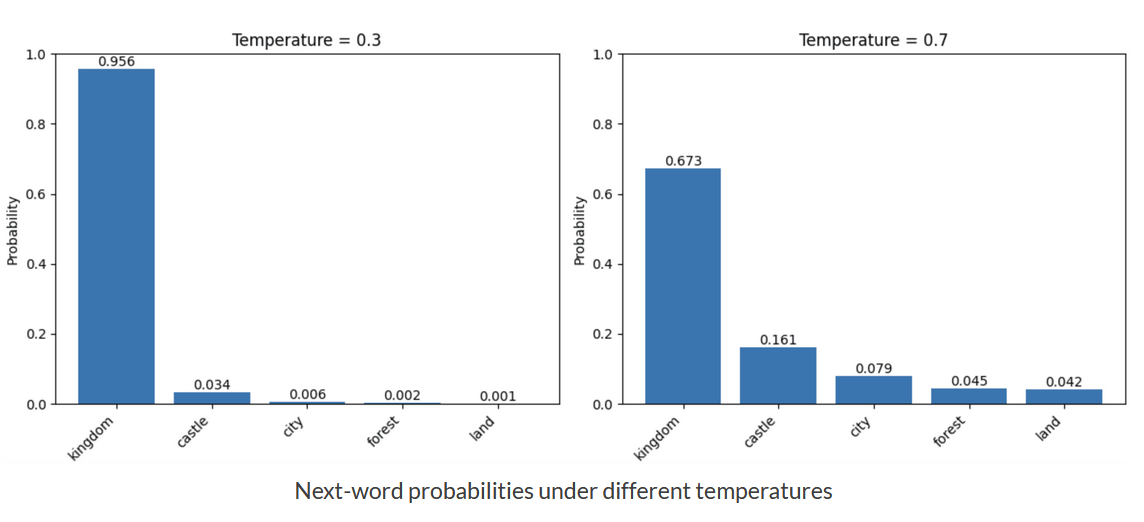 Temperature = 0.3
Probability
1.0
0.8
0.6
0.4
0.2
0.0
0.956
0.034
0.006
0.002
0.001
kingdom
castle
city
forest
land
Temperature = 0.7
Probability
1.0
0.8
0.6
0.4
0.2
0.0
0.673
0.161
0.079
0.045
0.042
kingdom
castle
city
forest
land
Next-word probabilities under different temperatures